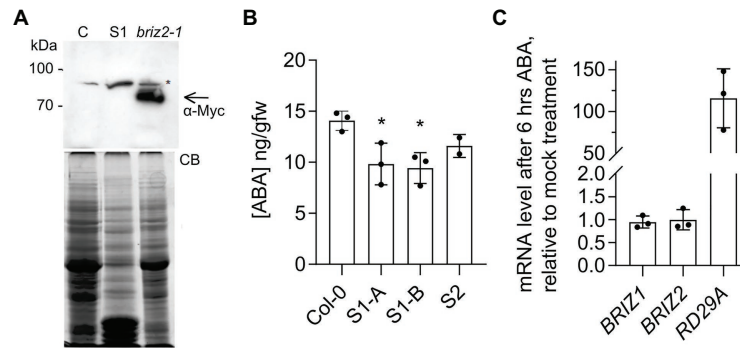 A
C S1 briz2-1
kDa
100 -
*
70 -
α-Myc
CB
B
[ABA] ng/gfw
20
15
10
5
0
* *
Col-0 S1-A S1-B S2
C
mRNA level after 6 hrs ABA,
relative to mock treatment
150
100
50
2.0
1.5
1.0
0.5
0.0
BRIZ1 BRIZ2 RD29A